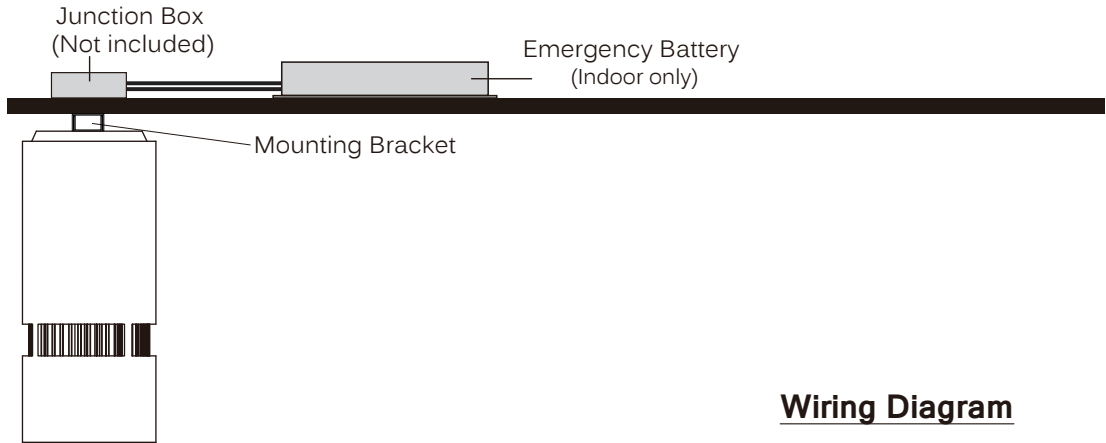 Junction Box
(Not included)
Emergency Battery
(Indoor only)
Mounting Bracket
Wiring Diagram